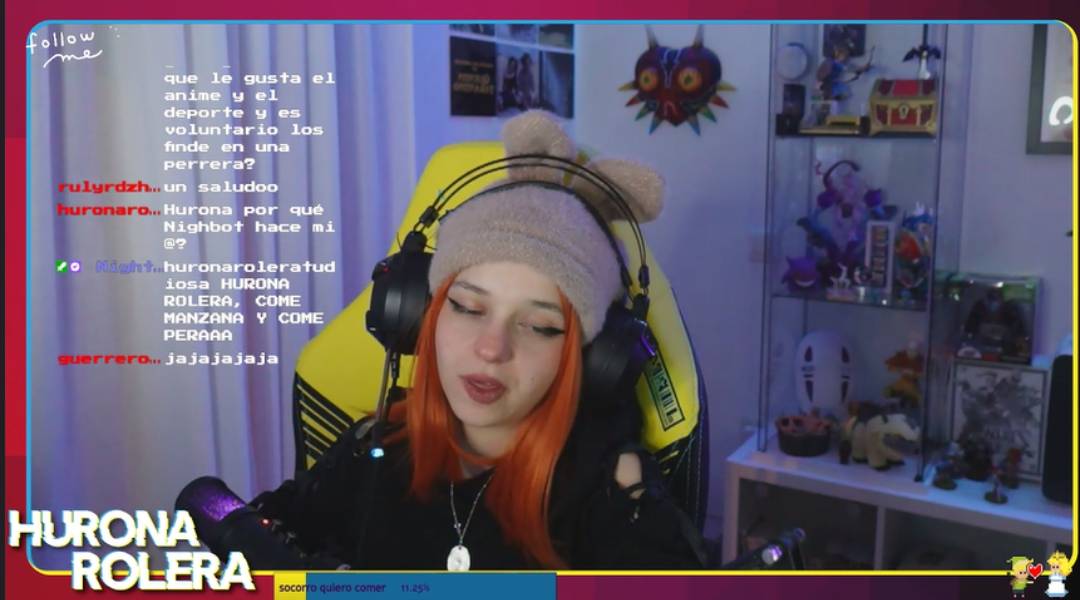 follow
me
que le gusta el
anime y el
deporte y es
voluntario los
finde en una
perrera?
rulyrdzh… un saludoo
huronaro… Hurona por qué
Nighbot hace mi
@?
Night… huronaroleratud
iosa HURONA
ROLERA, COME
MANZANA Y COME
PERAAA
guerrero… jajajajaja
HURONA
ROLERA
socorro quiero comer 11.25%